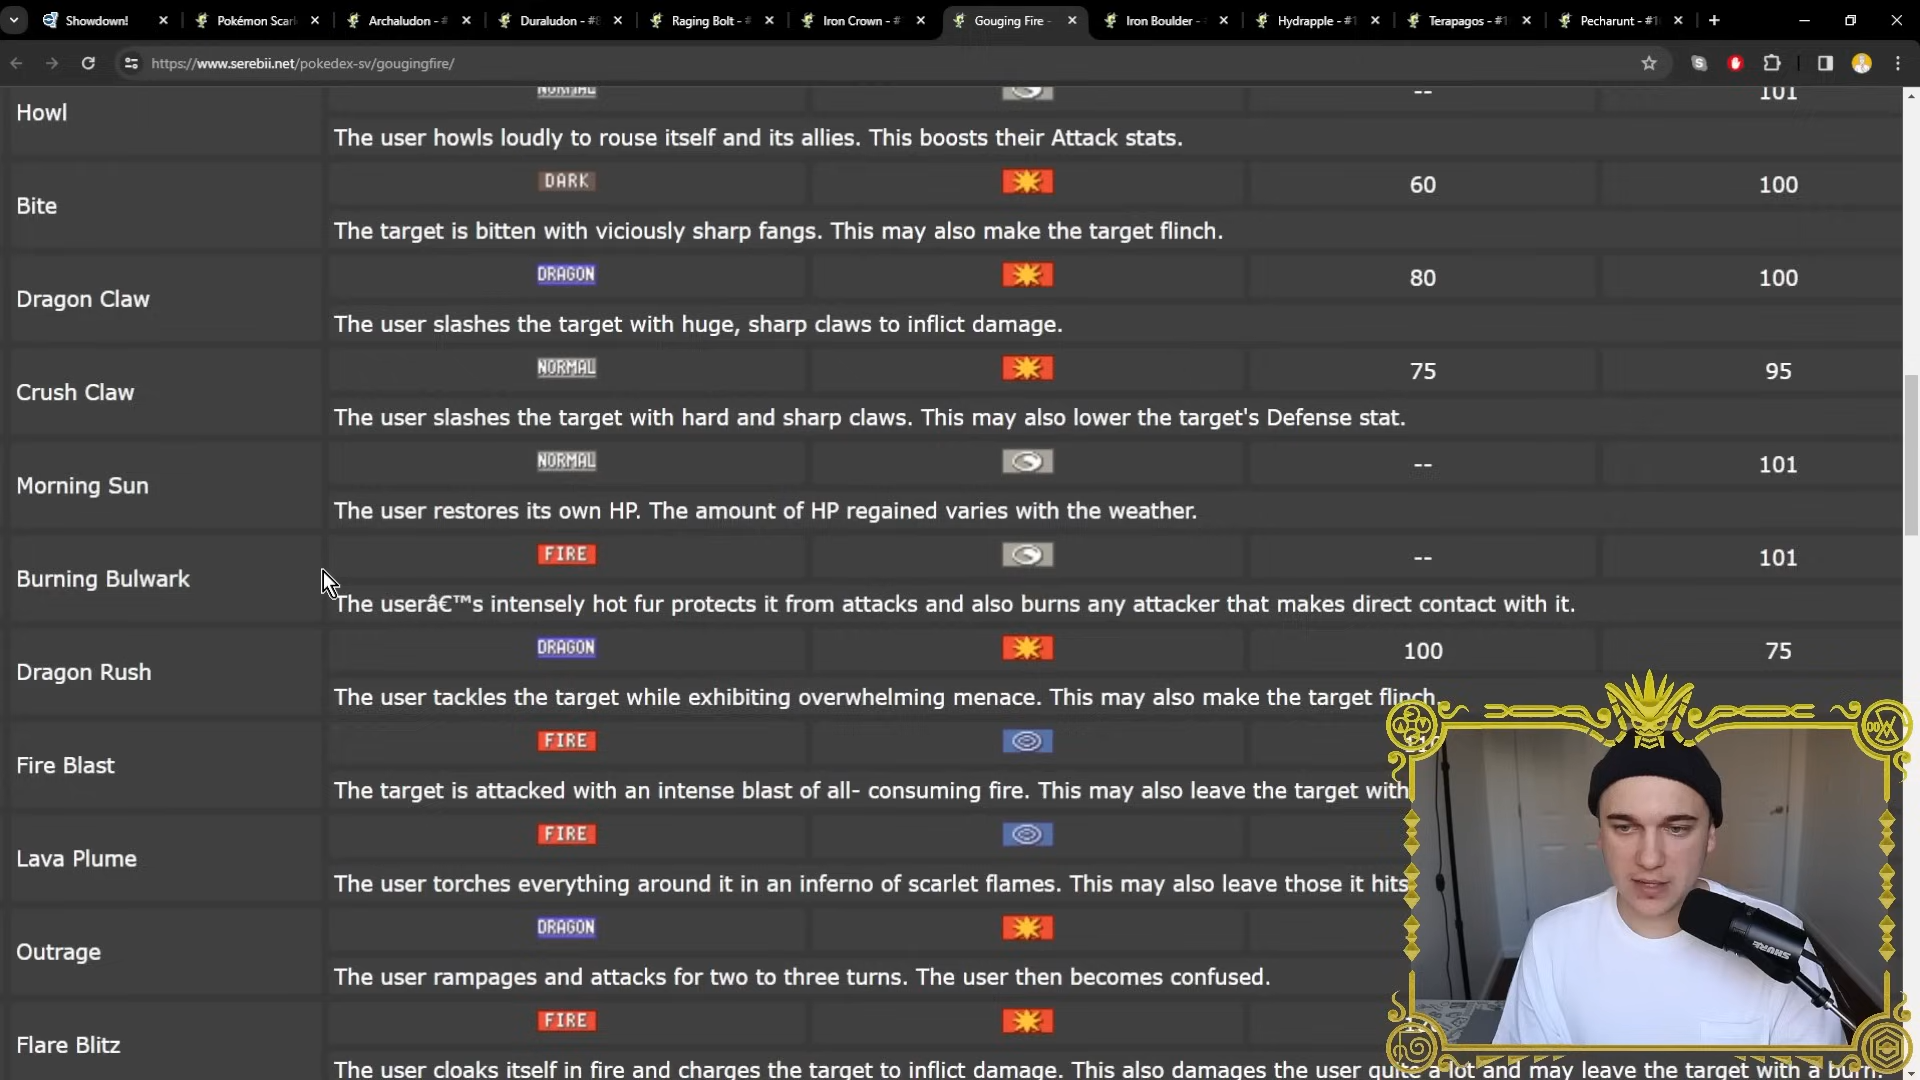 Showdown!
Pokémon Scarl
Archaludon - #
Duraludon - #8
Raging Bolt - #
Iron Crown - #
Gouging Fire -
Iron Boulder -
Hydrapple - #1
Terapagos - #1
Pecharunt - #1
https://www.serebii.net/pokedex-sv/gougingfire/
Howl NORMAL -- 101
The user howls loudly to rouse itself and its allies. This boosts their Attack stats.
Bite DARK 60 100
The target is bitten with viciously sharp fangs. This may also make the target flinch.
Dragon Claw DRAGON 80 100
The user slashes the target with huge, sharp claws to inflict damage.
Crush Claw NORMAL 75 95
The user slashes the target with hard and sharp claws. This may also lower the target's Defense stat.
Morning Sun NORMAL -- 101
The user restores its own HP. The amount of HP regained varies with the weather.
Burning Bulwark FIRE -- 101
The userâ€™s intensely hot fur protects it from attacks and also burns any attacker that makes direct contact with it.
Dragon Rush DRAGON 100 75
The user tackles the target while exhibiting overwhelming menace. This may also make the target flinch.
Fire Blast FIRE
The target is attacked with an intense blast of all- consuming fire. This may also leave the target with
Lava Plume FIRE
The user torches everything around it in an inferno of scarlet flames. This may also leave those it hits
Outrage DRAGON
The user rampages and attacks for two to three turns. The user then becomes confused.
Flare Blitz FIRE
The user cloaks itself in fire and charges the target to inflict damage. This also damages the user quite a lot and may leave the target with a burn.
SHURE